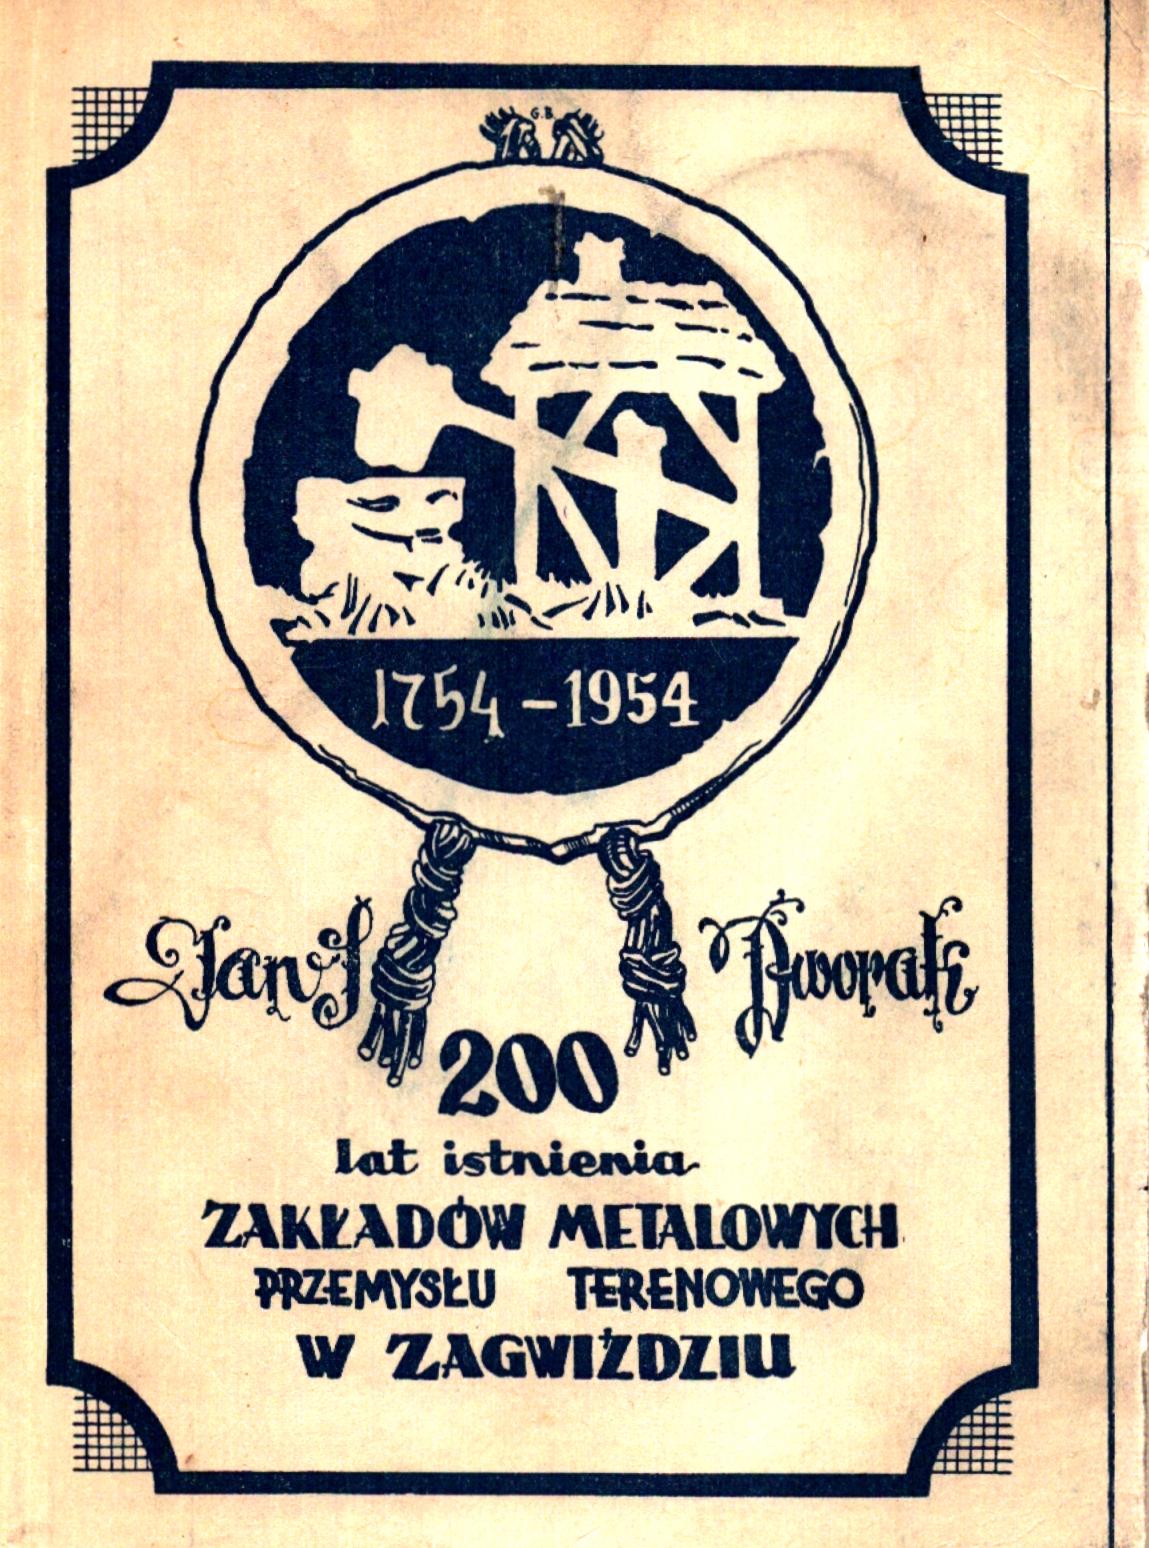 G.B.
1754 – 1954
Jan J Dworak
200
lat istnienia
ZAKŁADÓW METALOWYCH
PRZEMYSŁU TERENOWEGO
W ZAGWIŹDZIU